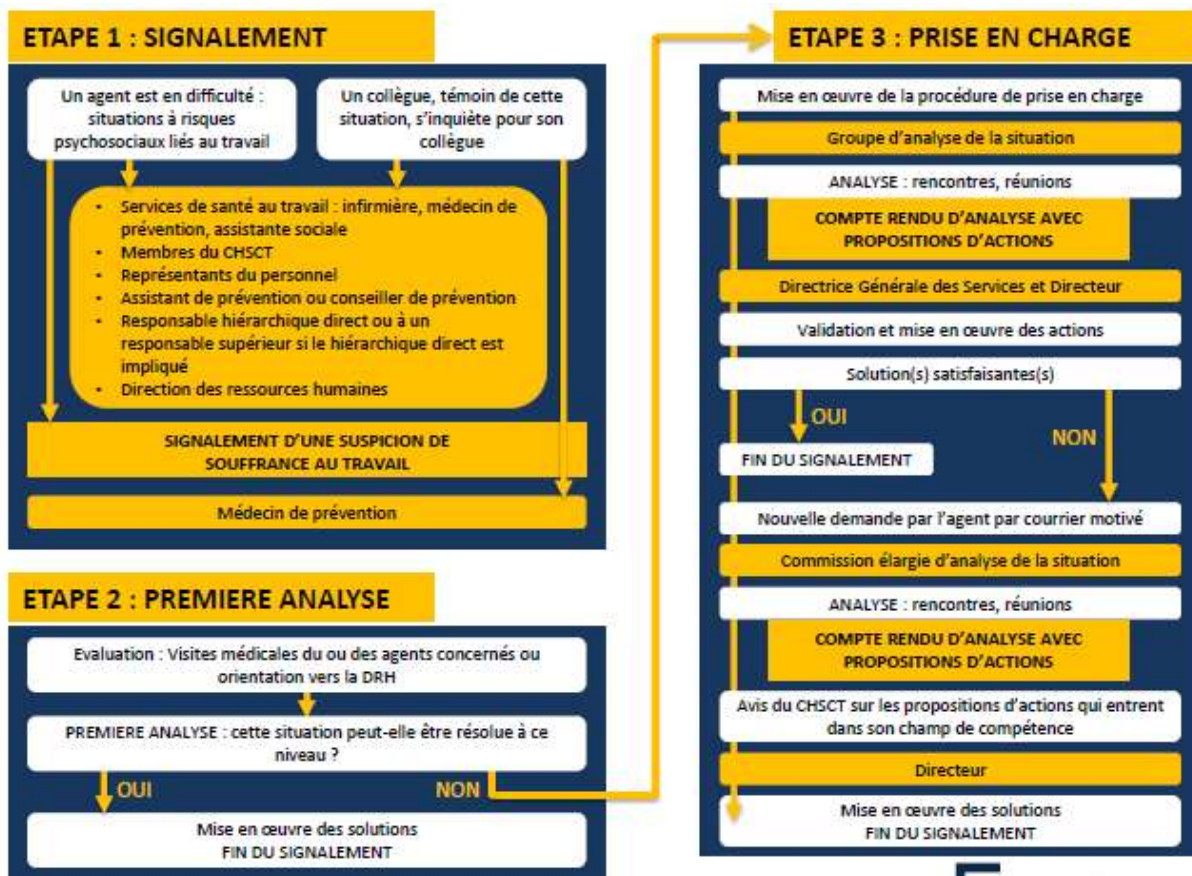 ETAPE 1 : SIGNALEMENT
Un agent est en difficulté :
situations à risques
psychosociaux liés au travail
Un collègue, témoin de cette
situation, s'inquiète pour son
collègue
• Services de santé au travail : infirmière, médecin de
prévention, assistante sociale
• Membres du CHSCT
• Représentants du personnel
• Assistant de prévention ou conseiller de prévention
• Responsable hiérarchique direct ou à un
responsable supérieur si le hiérarchique direct est
impliqué
• Direction des ressources humaines
SIGNALEMENT D'UNE SUSPICION DE
SOUFFRANCE AU TRAVAIL
Médecin de prévention
ETAPE 2 : PREMIERE ANALYSE
Evaluation : Visites médicales du ou des agents concernés ou
orientation vers la DRH
PREMIERE ANALYSE : cette situation peut-elle être résolue à ce
niveau ?
OUI
NON
Mise en œuvre des solutions
FIN DU SIGNALEMENT
ETAPE 3 : PRISE EN CHARGE
Mise en œuvre de la procédure de prise en charge
Groupe d'analyse de la situation
ANALYSE : rencontres, réunions
COMPTE RENDU D'ANALYSE AVEC
PROPOSITIONS D'ACTIONS
Directrice Générale des Services et Directeur
Validation et mise en œuvre des actions
Solution(s) satisfaisantes(s)
OUI
NON
FIN DU SIGNALEMENT
Nouvelle demande par l'agent par courrier motivé
Commission élargie d'analyse de la situation
ANALYSE : rencontres, réunions
COMPTE RENDU D'ANALYSE AVEC
PROPOSITIONS D'ACTIONS
Avis du CHSCT sur les propositions d'actions qui entrent
dans son champ de compétence
Directeur
Mise en œuvre des solutions
FIN DU SIGNALEMENT